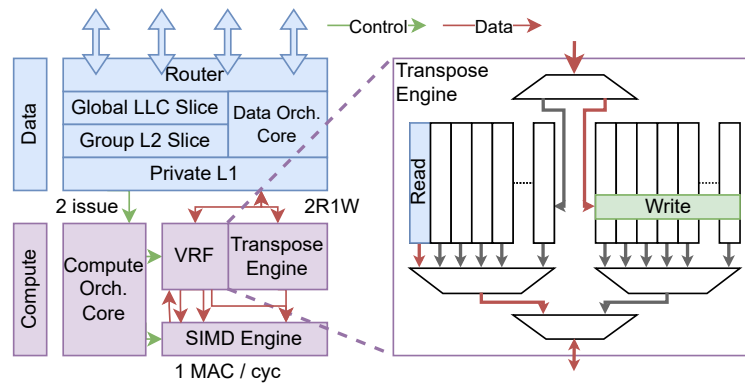 Control
Data
Router
Global LLC Slice
Group L2 Slice
Data Orch.
Core
Private L1
Data
2 issue
2R1W
Compute
Compute
Orch.
Core
VRF
Transpose
Engine
SIMD Engine
1 MAC / cyc
Transpose
Engine
Read
Write